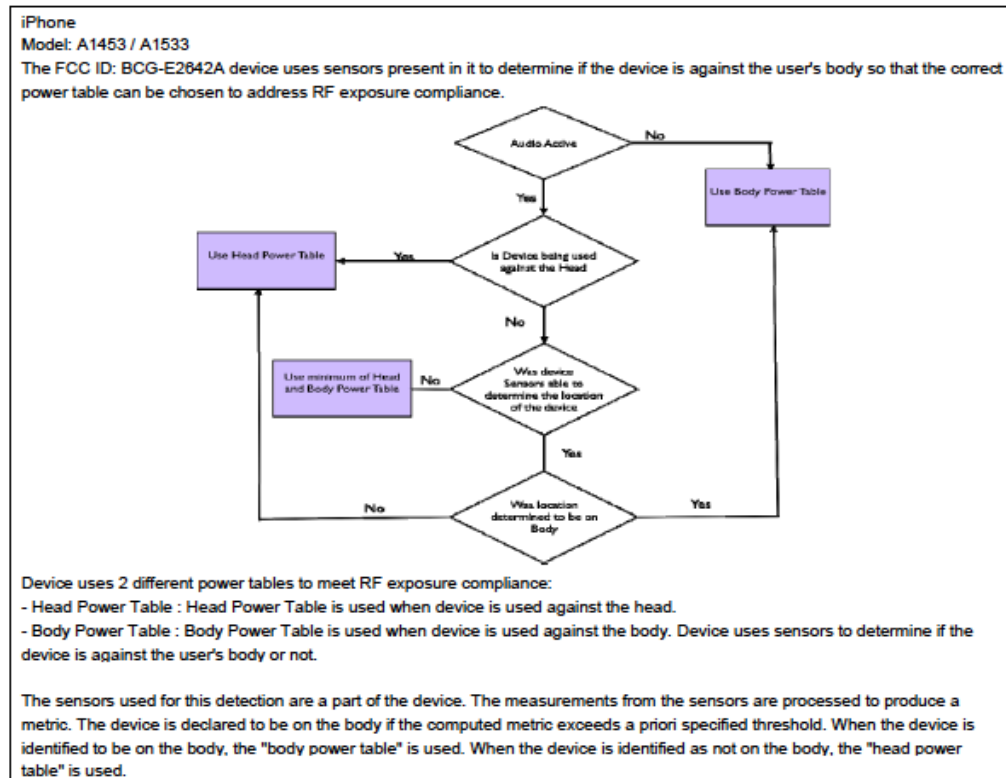 iPhone
Model: A1453 / A1533
The FCC ID: BCG-E2642A device uses sensors present in it to determine if the device is against the user's body so that the correct
power table can be chosen to address RF exposure compliance.
Audio Active
No
Use Body Power Table
Yes
Use Head Power Table
Yes
Is Device being used
against the Head
No
Use minimum of Head
and Body Power Table
No
Was device
Sensors able to
determine the location
of the device
Yes
No
Was location
determined to be on
Body
Yes
Device uses 2 different power tables to meet RF exposure compliance:
- Head Power Table : Head Power Table is used when device is used against the head.
- Body Power Table : Body Power Table is used when device is used against the body. Device uses sensors to determine if the
device is against the user's body or not.
The sensors used for this detection are a part of the device. The measurements from the sensors are processed to produce a
metric. The device is declared to be on the body if the computed metric exceeds a priori specified threshold. When the device is
identified to be on the body, the "body power table" is used. When the device is identified as not on the body, the "head power
table" is used.